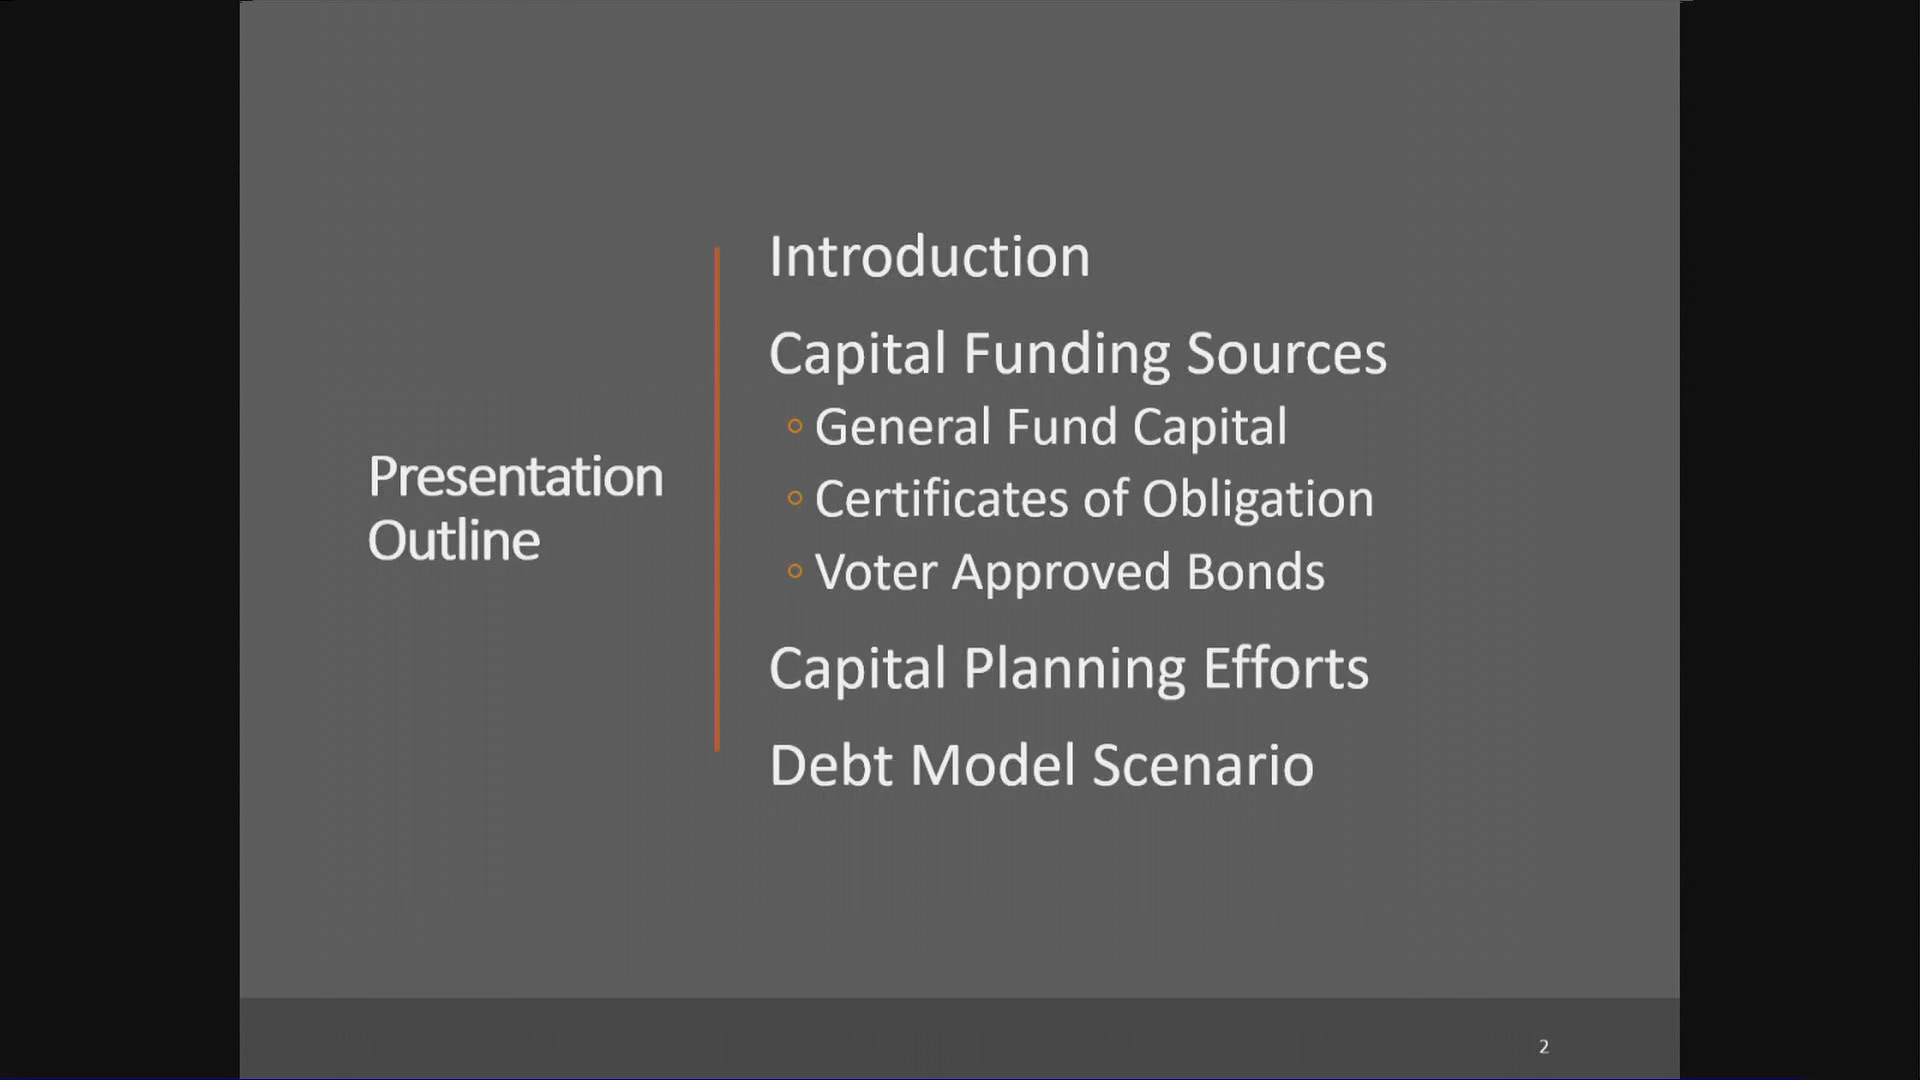 Presentation
Outline
Introduction
Capital Funding Sources
◦ General Fund Capital
◦ Certificates of Obligation
◦ Voter Approved Bonds
Capital Planning Efforts
Debt Model Scenario
2